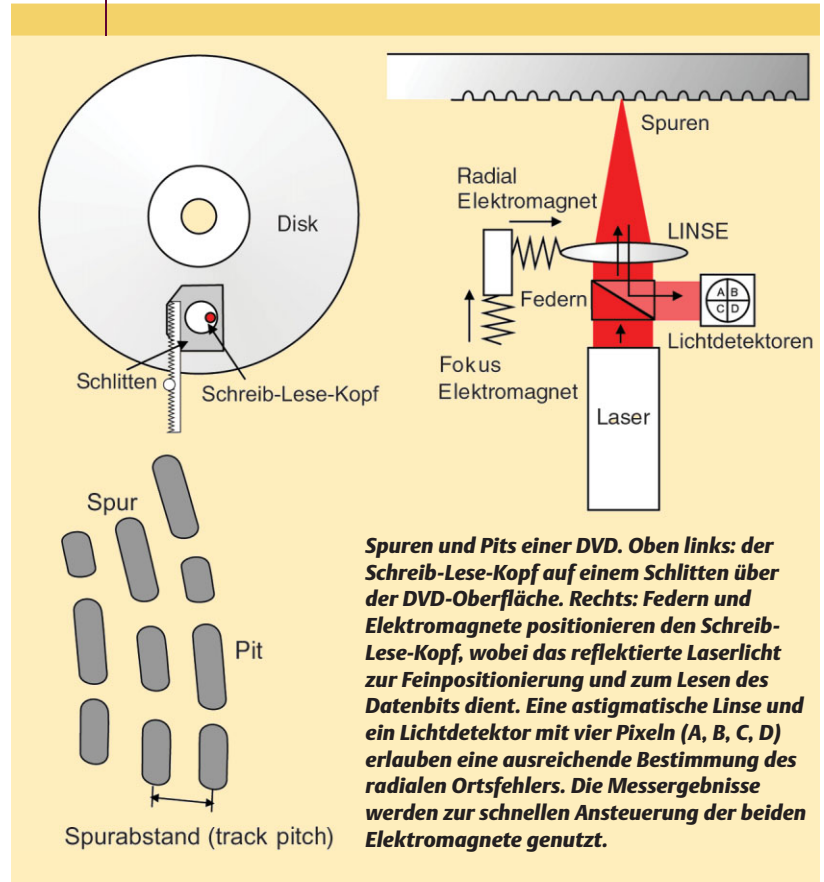 Disk
Schlitten
Schreib-Lese-Kopf
Spuren
Radial
Elektromagnet
LINSE
Federn
A B
C D
Lichtdetektoren
Fokus
Elektromagnet
Laser
Spur
Pit
Spurabstand (track pitch)
Spuren und Pits einer DVD. Oben links: der
Schreib-Lese-Kopf auf einem Schlitten über
der DVD-Oberfläche. Rechts: Federn und
Elektromagnete positionieren den Schreib-
Lese-Kopf, wobei das reflektierte Laserlicht
zur Feinpositionierung und zum Lesen des
Datenbits dient. Eine astigmatische Linse und
ein Lichtdetektor mit vier Pixeln (A, B, C, D)
erlauben eine ausreichende Bestimmung des
radialen Ortsfehlers. Die Messergebnisse
werden zur schnellen Ansteuerung der beiden
Elektromagnete genutzt.